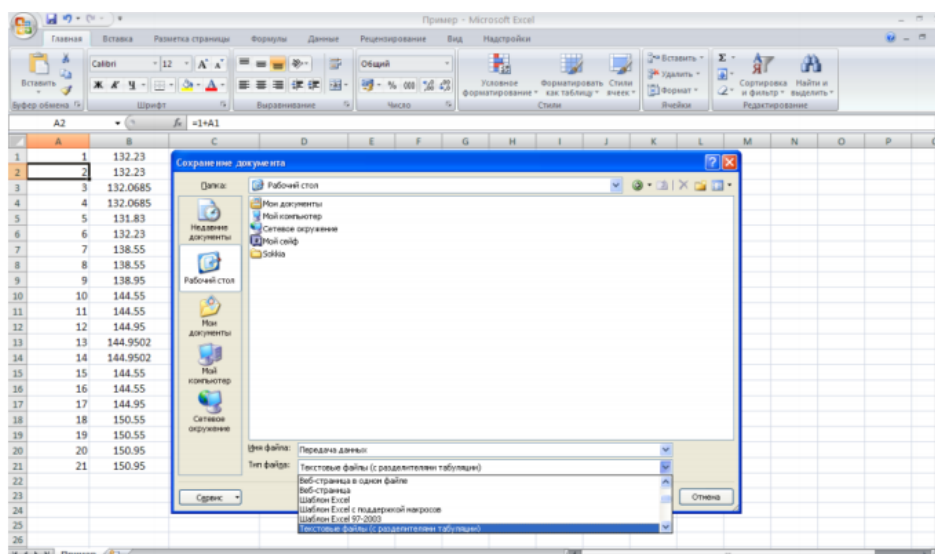 Пример - Microsoft Excel
Главная Вставка Разметка страницы Формулы Данные Рецензирование Вид Надстройки
Вставить
Calibri 12
Ж К Ч
Общий
% 000
Условное форматирование
Форматировать как таблицу
Стили ячеек
Вставить
Удалить
Формат
Сортировка и фильтр
Найти и выделить
Буфер обмена Шрифт Выравнивание Число Стили Ячейки Редактирование
A2 fx =1+A1
A B C D E F G H I J K L M N O P
1 1 132.23
2 2 132.23
3 3 132.0685
4 4 132.0685
5 5 131.83
6 6 132.23
7 7 138.55
8 8 138.55
9 9 138.95
10 10 144.55
11 11 144.55
12 12 144.95
13 13 144.9502
14 14 144.9502
15 15 144.55
16 16 144.55
17 17 144.95
18 18 150.55
19 19 150.55
20 20 150.95
21 21 150.95
22
23
24
25
26
Сохранение документа
Папка: Рабочий стол
Недавние документы
Рабочий стол
Мои документы
Мой компьютер
Сетевое окружение
Мои документы
Мой компьютер
Сетевое окружение
Мой сейф
Sokkia
Имя файла: Передача данных
Тип файла: Текстовые файлы (с разделителями табуляции)
Веб-страница в одном файле
Веб-страница
Шаблон Excel
Шаблон Excel с поддержкой макросов
Шаблон Excel 97-2003
Текстовые файлы (с разделителями табуляции)
Сервис
Отмена
Пример